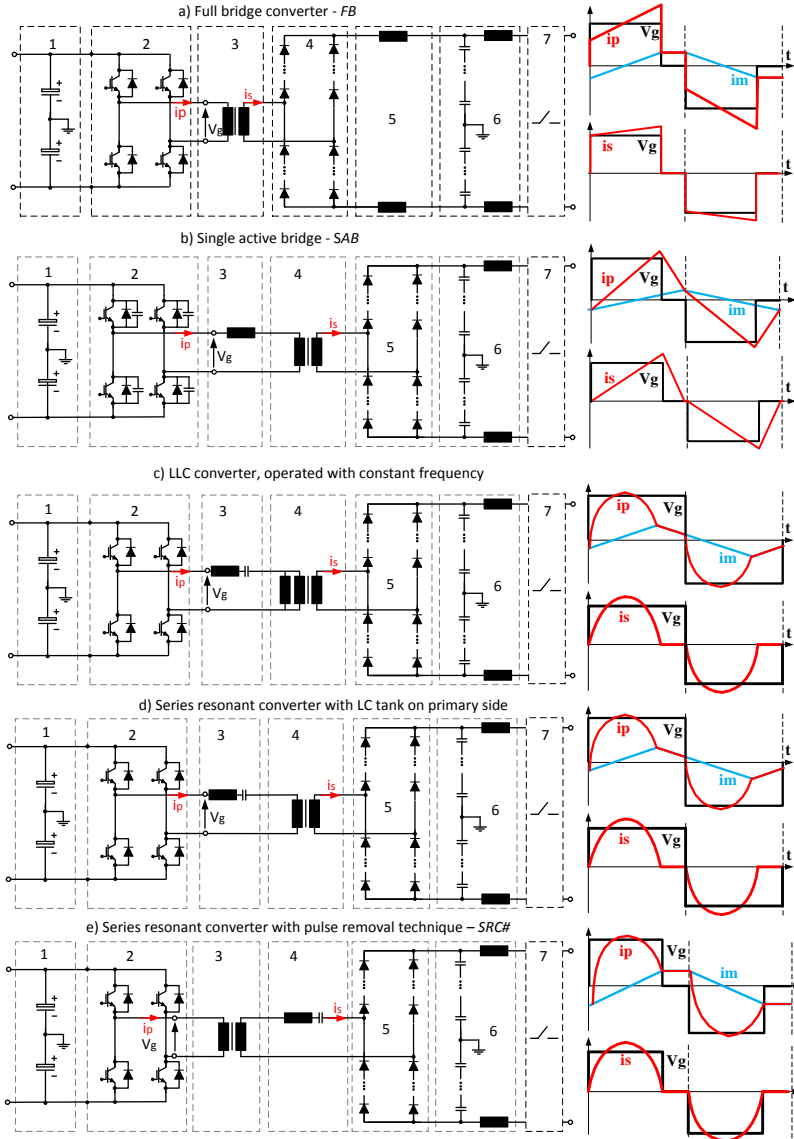 a) Full bridge converter - FB
1 2 3 4 5 6 7
ip Vg is
ip Vg im t
is Vg
b) Single active bridge - SAB
1 2 3 4 5 6 7
ip Vg is
ip Vg im t
is Vg
c) LLC converter, operated with constant frequency
1 2 3 4 5 6 7
ip Vg is
ip Vg im t
is Vg
d) Series resonant converter with LC tank on primary side
1 2 3 4 5 6 7
ip Vg is
ip Vg im t
is Vg
e) Series resonant converter with pulse removal technique – SRC#
1 2 3 4 5 6 7
ip Vg is
ip Vg im t
is Vg